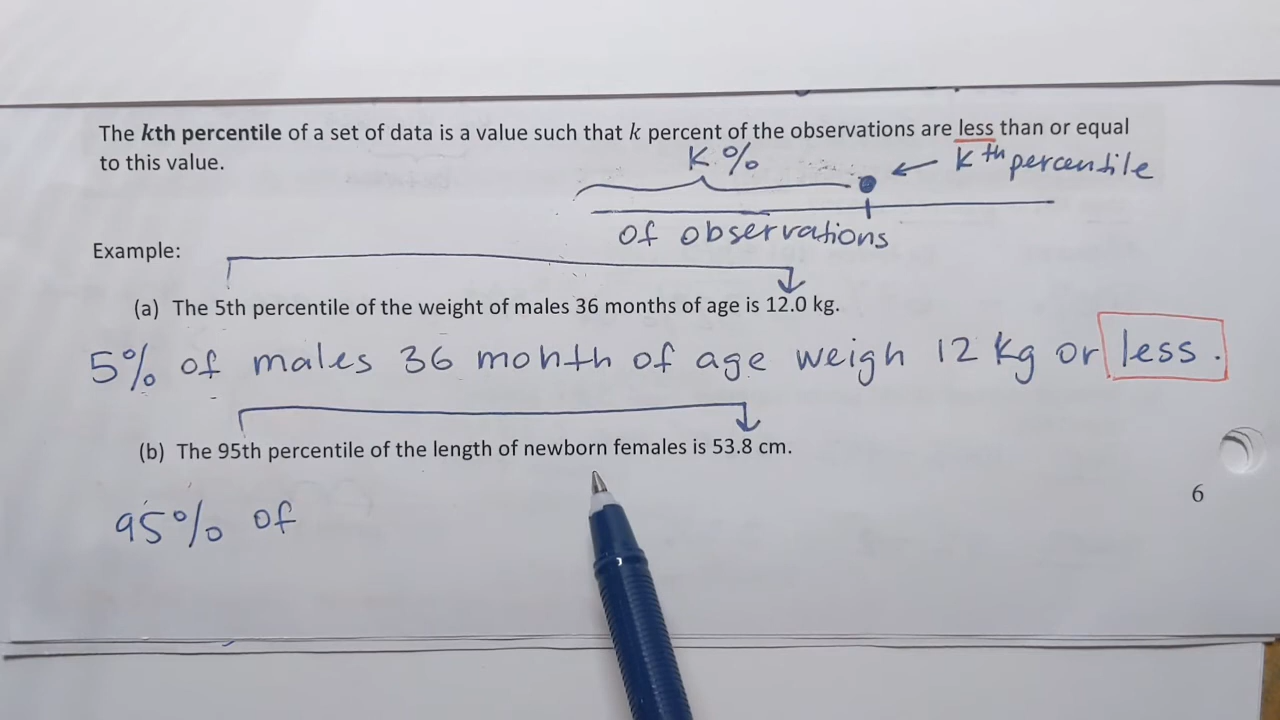 The kth percentile of a set of data is a value such that k percent of the observations are less than or equal
to this value.
K % kth percentile
of observations
Example:
(a) The 5th percentile of the weight of males 36 months of age is 12.0 kg.
5% of males 36 month of age weigh 12 kg or less.
(b) The 95th percentile of the length of newborn females is 53.8 cm.
6
95% of